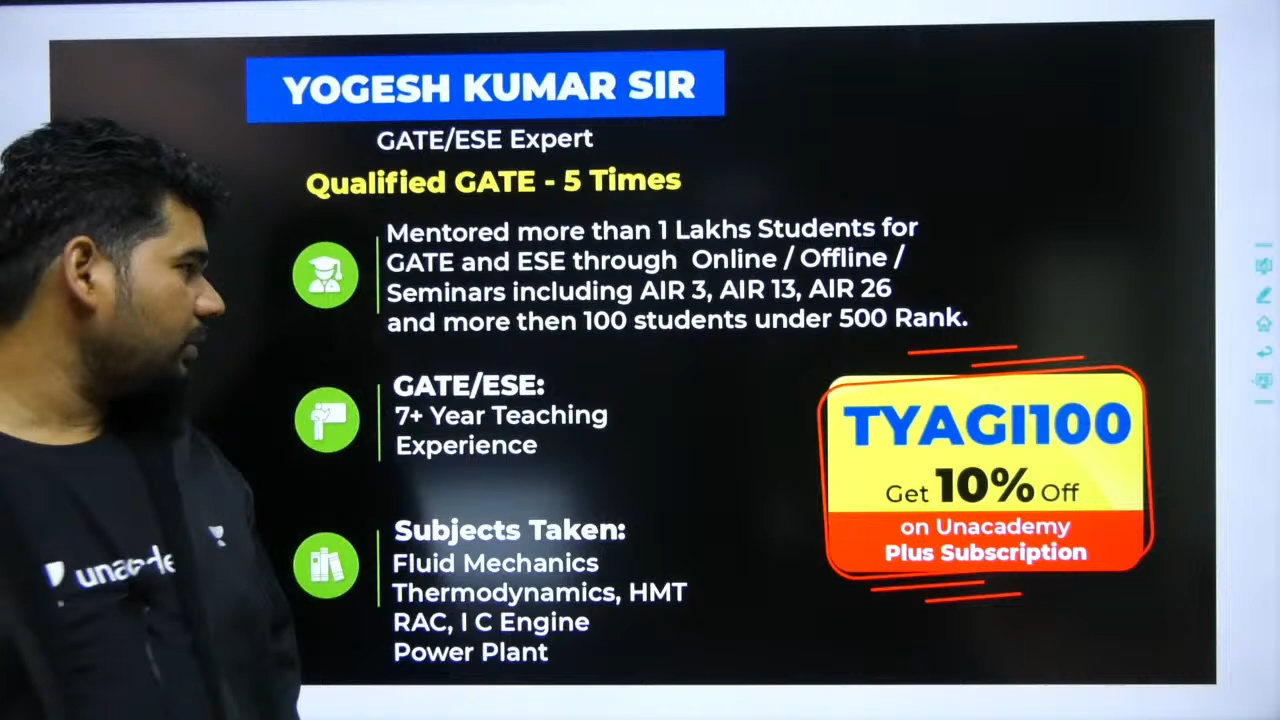 YOGESH KUMAR SIR
GATE/ESE Expert
Qualified GATE - 5 Times
Mentored more than 1 Lakhs Students for
GATE and ESE through Online / Offline /
Seminars including AIR 3, AIR 13, AIR 26
and more then 100 students under 500 Rank.
GATE/ESE:
7+ Year Teaching
Experience
Subjects Taken:
Fluid Mechanics
Thermodynamics, HMT
RAC, I C Engine
Power Plant
TYAGI100
Get 10% Off
on Unacademy
Plus Subscription